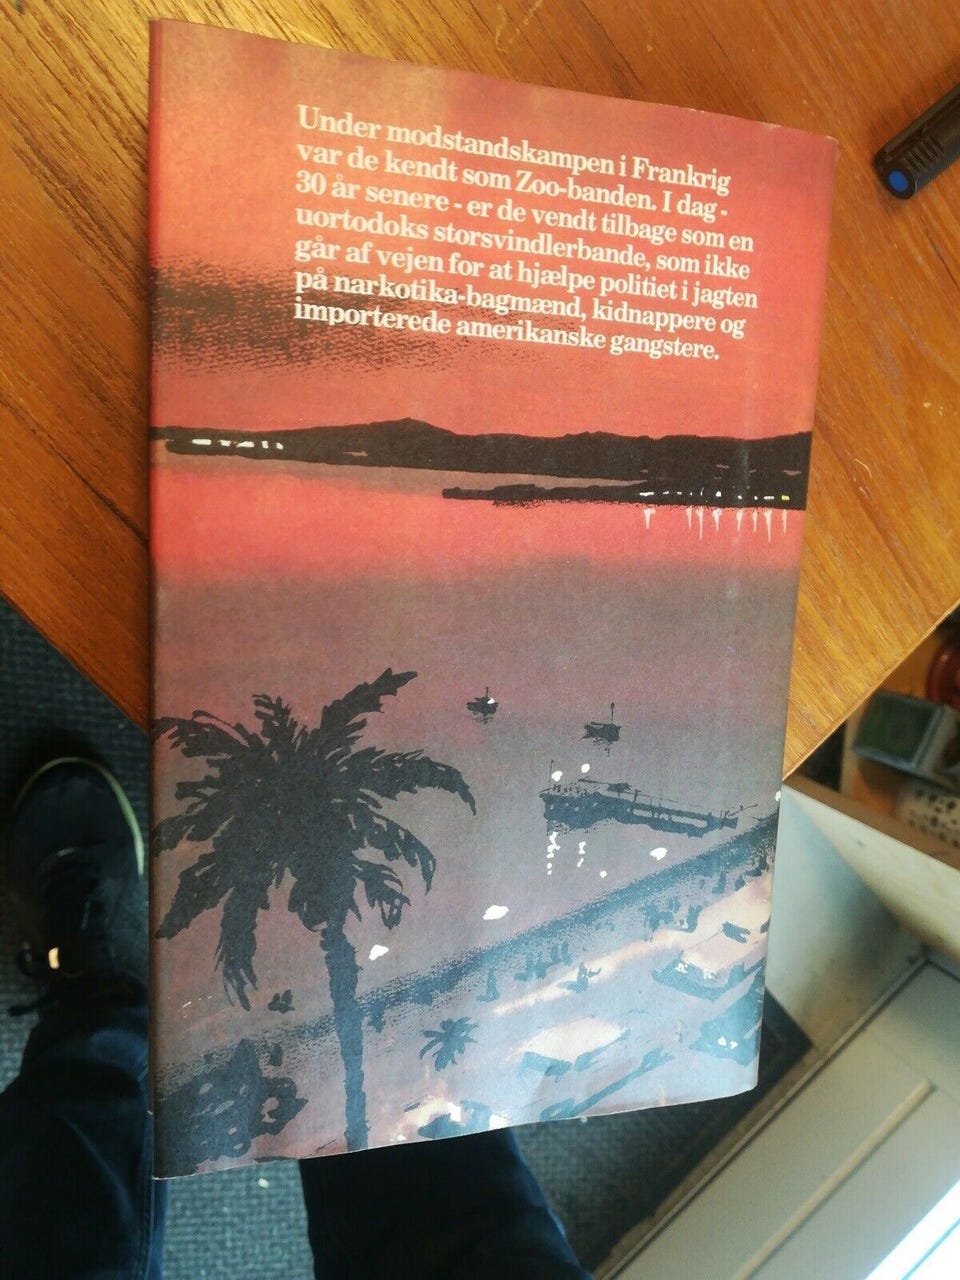 Under modstandskampen i Frankrig
var de kendt som Zoo-banden. I dag -
30 år senere - er de vendt tilbage som en
uortodoks storsvindlerbande, som ikke
går af vejen for at hjælpe politiet i jagten
på narkotika-bagmænd, kidnappere og
importerede amerikanske gangstere.